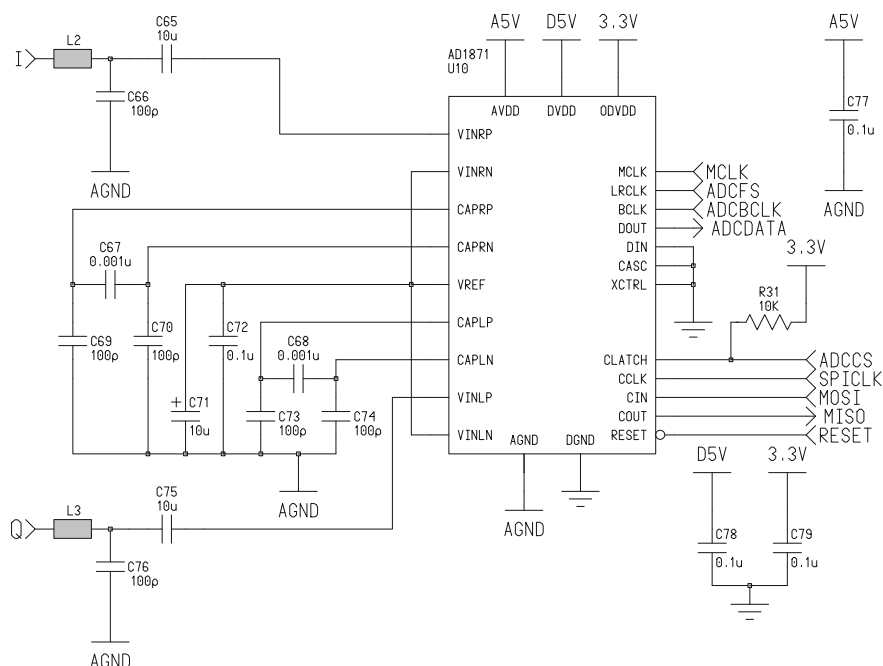 C65
10u
L2
I
C66
100p
AGND
A5V
D5V
3.3V
A5V
AD1871
U10
AVDD
DVDD
ODVDD
C77
0.1u
AGND
VINRP
VINRN
CAPRP
CAPRN
VREF
CAPLP
CAPLN
VINLP
VINLN
MCLK
LRCLK
BCLK
DOUT
DIN
CASC
XCTRL
CLATCH
CCLK
CIN
COUT
RESET
AGND
DGND
MCLK
ADCFS
ADCBCLK
ADCDATA
3.3V
R31
10K
ADCCS
SPICLK
MOSI
MISO
RESET
C67
0.001u
C69
100p
C70
100p
C72
0.1u
C68
0.001u
+
C71
10u
C73
100p
C74
100p
AGND
AGND
D5V
3.3V
C78
0.1u
C79
0.1u
C75
10u
L3
Q
C76
100p
AGND